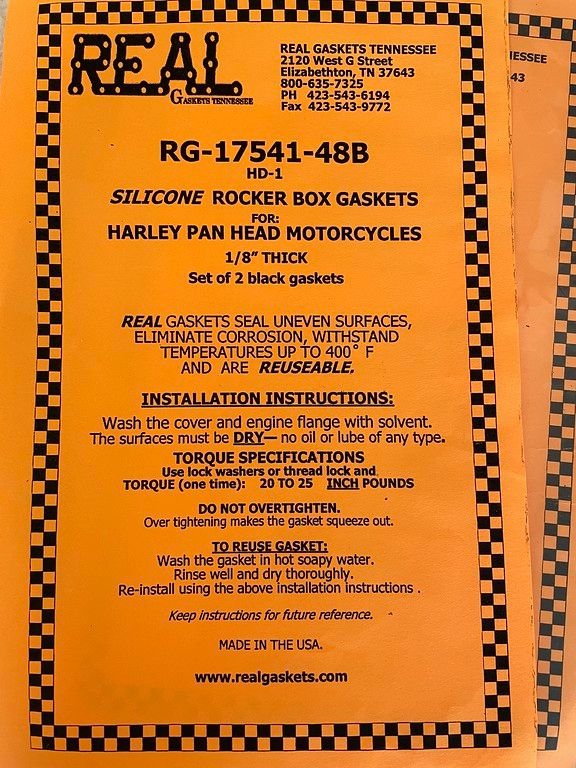 REAL
GASKETS TENNESSEE
REAL GASKETS TENNESSEE
2120 West G Street
Elizabethton, TN 37643
800-635-7325
PH 423-543-6194
Fax 423-543-9772
RG-17541-48B
HD-1
SILICONE ROCKER BOX GASKETS
FOR:
HARLEY PAN HEAD MOTORCYCLES
1/8" THICK
Set of 2 black gaskets
REAL GASKETS SEAL UNEVEN SURFACES,
ELIMINATE CORROSION, WITHSTAND
TEMPERATURES UP TO 400° F
AND ARE REUSEABLE.
INSTALLATION INSTRUCTIONS:
Wash the cover and engine flange with solvent.
The surfaces must be DRY— no oil or lube of any type.
TORQUE SPECIFICATIONS
Use lock washers or thread lock and
TORQUE (one time): 20 TO 25 INCH POUNDS
DO NOT OVERTIGHTEN.
Over tightening makes the gasket squeeze out.
TO REUSE GASKET:
Wash the gasket in hot soapy water.
Rinse well and dry thoroughly.
Re-install using the above installation instructions .
Keep instructions for future reference.
MADE IN THE USA.
www.realgaskets.com
NESSEE
43